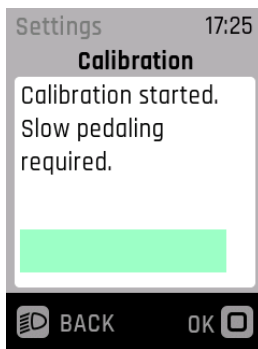 Settings 17:25
Calibration
Calibration started.
Slow pedaling
required.
BACK OK